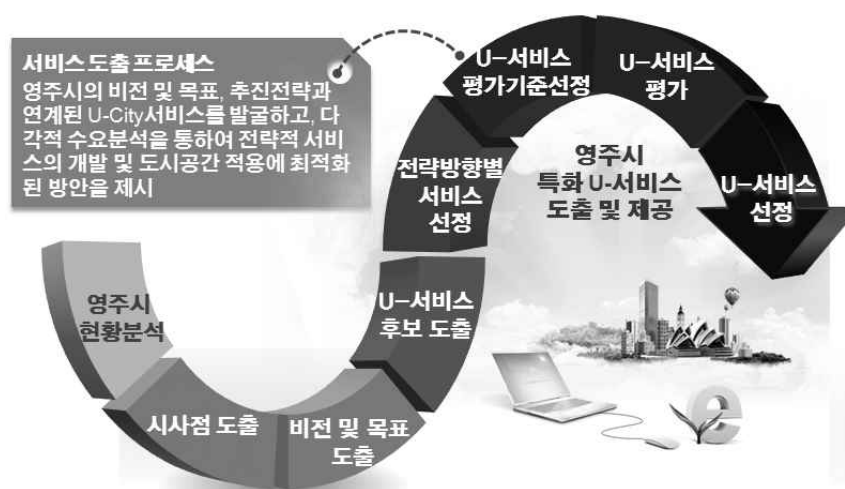 서비스 도출 프로세스
영주시의 비전 및 목표, 추진전략과
연계된 U-City서비스를 발굴하고, 다
각적 수요분석을 통하여 전략적 서비
스의 개발 및 도시공간 적용에 최적화
된 방안을 제시
영주시
현황분석
시사점 도출
비전 및 목표
도출
U-서비스
후보 도출
전략방향별
서비스
선정
U-서비스
평가기준선정
U-서비스
평가
U-서비스
선정
영주시
특화 U-서비스
도출 및 제공
e